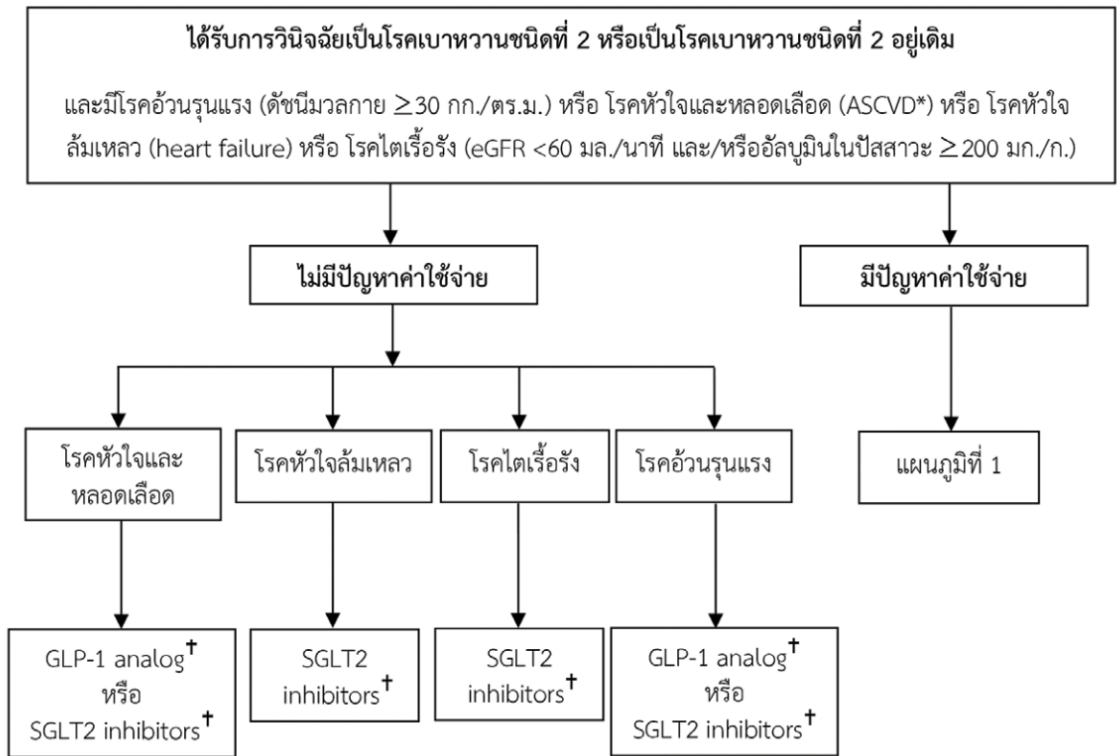 ได้รับการวินิจฉัยเป็นโรคเบาหวานชนิดที่ 2 หรือเป็นโรคเบาหวานชนิดที่ 2 อยู่เดิม
และมีโรคอ้วนรุนแรง (ดัชนีมวลกาย ≥30 กก./ตร.ม.) หรือ โรคหัวใจและหลอดเลือด (ASCVD*) หรือ โรคหัวใจ
ล้มเหลว (heart failure) หรือ โรคไตเรื้อรัง (eGFR <60 มล./นาที และ/หรืออัลบูมินในปัสสาวะ ≥200 มก./ก.)
ไม่มีปัญหาค่าใช้จ่าย
มีปัญหาค่าใช้จ่าย
โรคหัวใจและ
หลอดเลือด
โรคหัวใจล้มเหลว
โรคไตเรื้อรัง
โรคอ้วนรุนแรง
แผนภูมิที่ 1
GLP-1 analog†
หรือ
SGLT2 inhibitors†
SGLT2
inhibitors†
SGLT2
inhibitors†
GLP-1 analog†
หรือ
SGLT2 inhibitors†